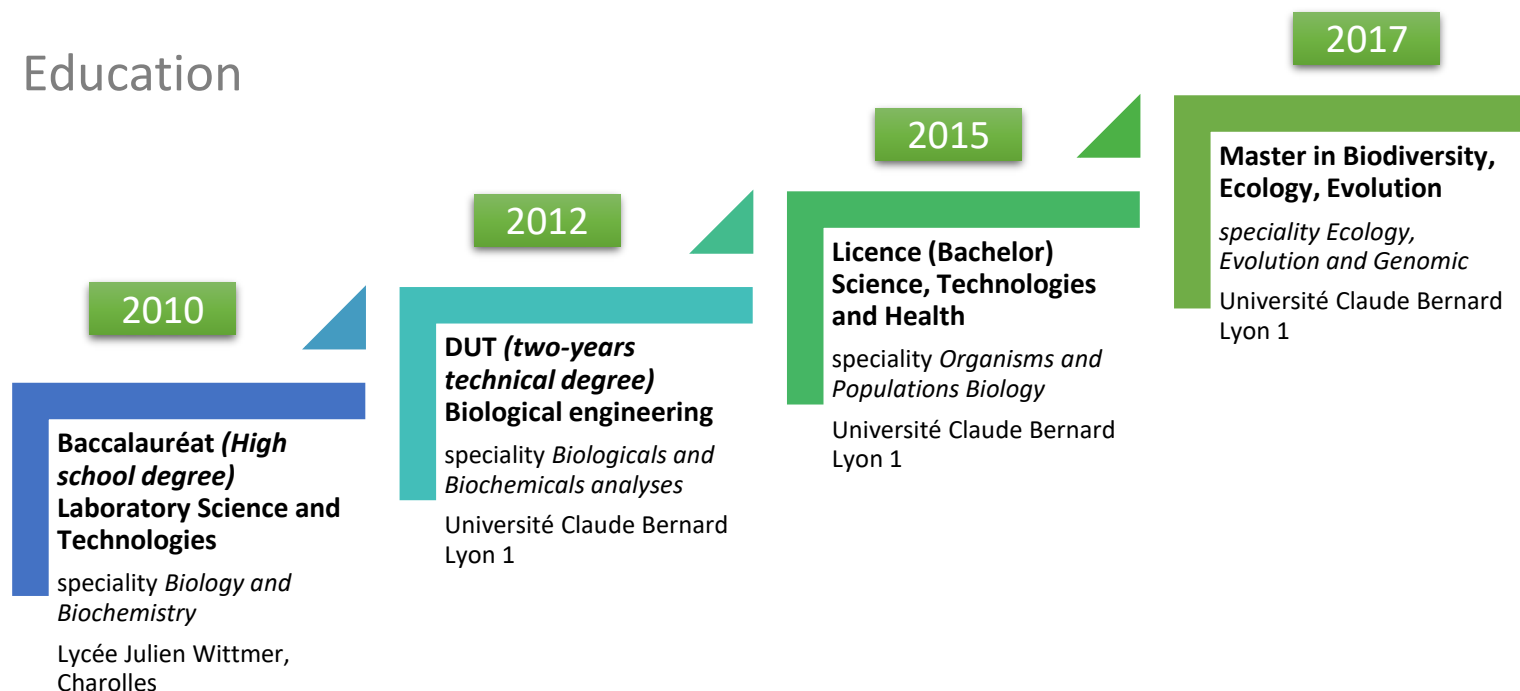 Education
2010
Baccalauréat (High
school degree)
Laboratory Science and
Technologies
speciality Biology and
Biochemistry
Lycée Julien Wittmer,
Charolles
2012
DUT (two-years
technical degree)
Biological engineering
speciality Biologicals and
Biochemicals analyses
Université Claude Bernard
Lyon 1
2015
Licence (Bachelor)
Science, Technologies
and Health
speciality Organisms and
Populations Biology
Université Claude Bernard
Lyon 1
2017
Master in Biodiversity,
Ecology, Evolution
speciality Ecology,
Evolution and Genomic
Université Claude Bernard
Lyon 1